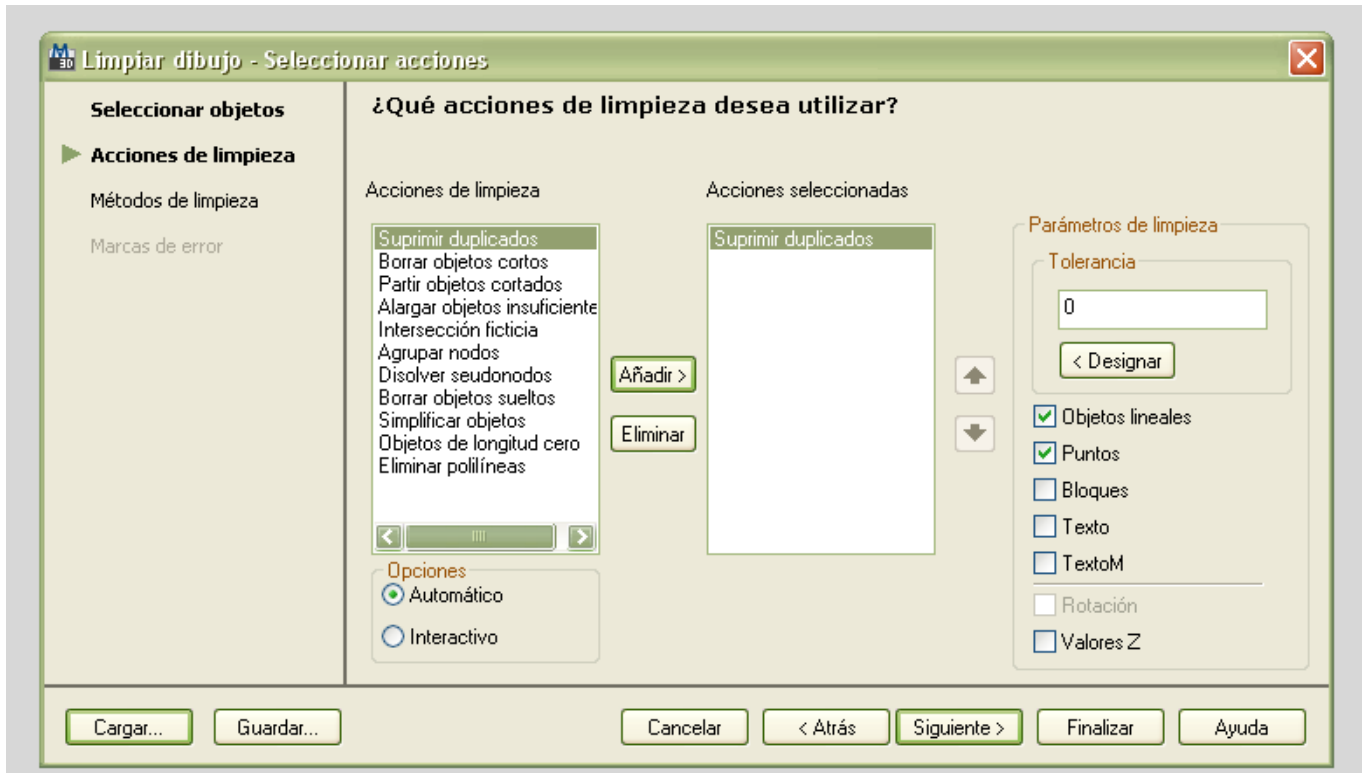 Limpiar dibujo - Seleccionar acciones
Seleccionar objetos
Acciones de limpieza
Métodos de limpieza
Marcas de error
¿Qué acciones de limpieza desea utilizar?
Acciones de limpieza
Suprimir duplicados
Borrar objetos cortos
Partir objetos cortados
Alargar objetos insuficiente
Intersección ficticia
Agrupar nodos
Disolver seudonodos
Borrar objetos sueltos
Simplificar objetos
Objetos de longitud cero
Eliminar polilíneas
Opciones
Automático
Interactivo
Añadir >
Eliminar
Acciones seleccionadas
Suprimir duplicados
Parámetros de limpieza
Tolerancia
0
< Designar
Objetos lineales
Puntos
Bloques
Texto
TextoM
Rotación
Valores Z
Cargar...
Guardar...
Cancelar
< Atrás
Siguiente >
Finalizar
Ayuda